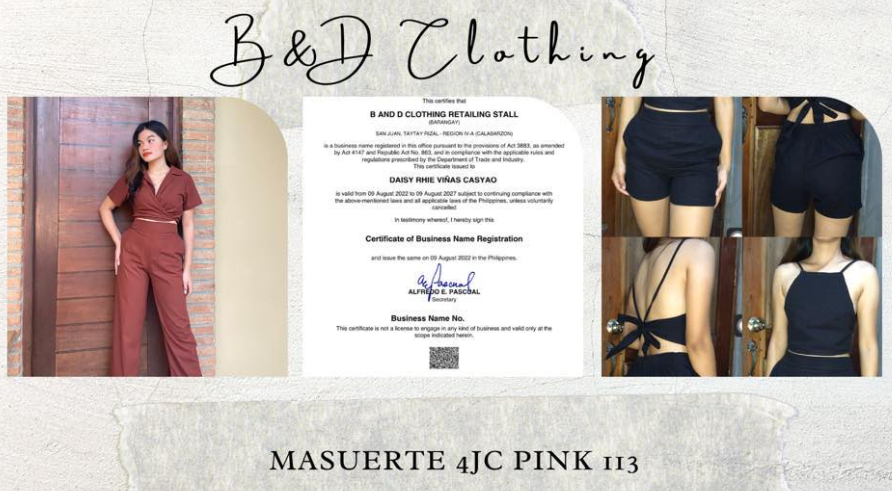 B&D Clothing
This certifies that
B AND D CLOTHING RETAILING STALL
(BARANGAY)
SAN JUAN, TAYTAY RIZAL - REGION IV-A (CALABARZON)
is a business name registered in this office pursuant to the provisions of Act 3883, as amended
by Act 4147 and Republic Act No. 863, and in compliance with the applicable rules and
regulations prescribed by the Department of Trade and Industry.
This certificate issued to
DAISY RHIE VIÑAS CASYAO
is valid from 09 August 2022 to 09 August 2027 subject to continuing compliance with
the above-mentioned laws and all applicable laws of the Philippines, unless voluntarily
cancelled
In testimony whereof, I hereby sign this
Certificate of Business Name Registration
and issue the same on 09 August 2022 in the Philippines.
ALFREDO E. PASCUAL
Secretary
Business Name No.
This certificate is not a license to engage in any kind of business and valid only at the
scope indicated herein.
MASUERTE 4JC PINK 113